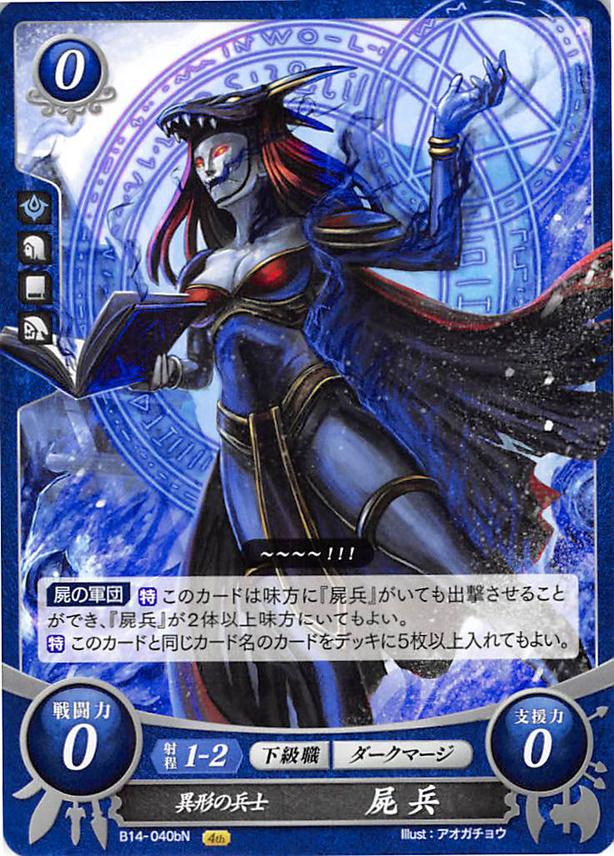 0
～～～～!!!
屍の軍団 特 このカードは味方に『屍兵』がいても出撃させること
ができ、『屍兵』が2体以上味方にいてもよい。
特 このカードと同じカード名のカードをデッキに5枚以上入れてもよい。
戦闘力
0
射程 1-2
下級職 ダークマージ
支援力
0
異形の兵士 屍兵
B14-040bN 4th Illust：アオガチョウ